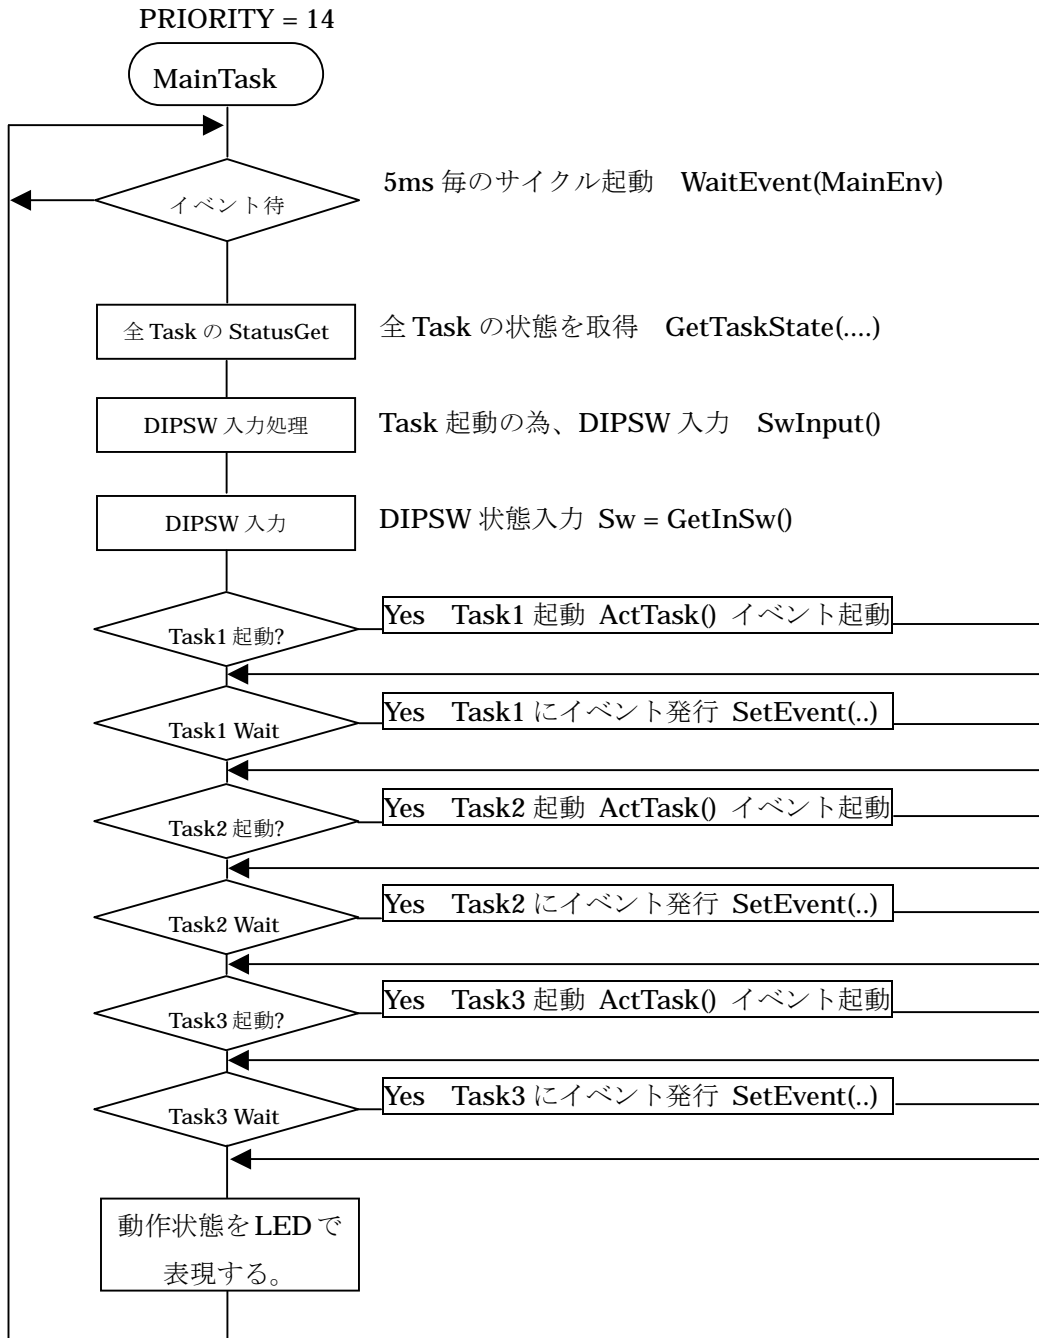 PRIORITY = 14
MainTask
イベント待
5ms 毎のサイクル起動 WaitEvent(MainEnv)
全 Task の StatusGet
全 Task の状態を取得 GetTaskState(....)
DIPSW 入力処理
Task 起動の為、DIPSW 入力 SwInput()
DIPSW 入力
DIPSW 状態入力 Sw = GetInSw()
Task1 起動?
Yes Task1 起動 ActTask() イベント起動
Task1 Wait
Yes Task1 にイベント発行 SetEvent(..)
Task2 起動?
Yes Task2 起動 ActTask() イベント起動
Task2 Wait
Yes Task2 にイベント発行 SetEvent(..)
Task3 起動?
Yes Task3 起動 ActTask() イベント起動
Task3 Wait
Yes Task3 にイベント発行 SetEvent(..)
動作状態を LED で
表現する。